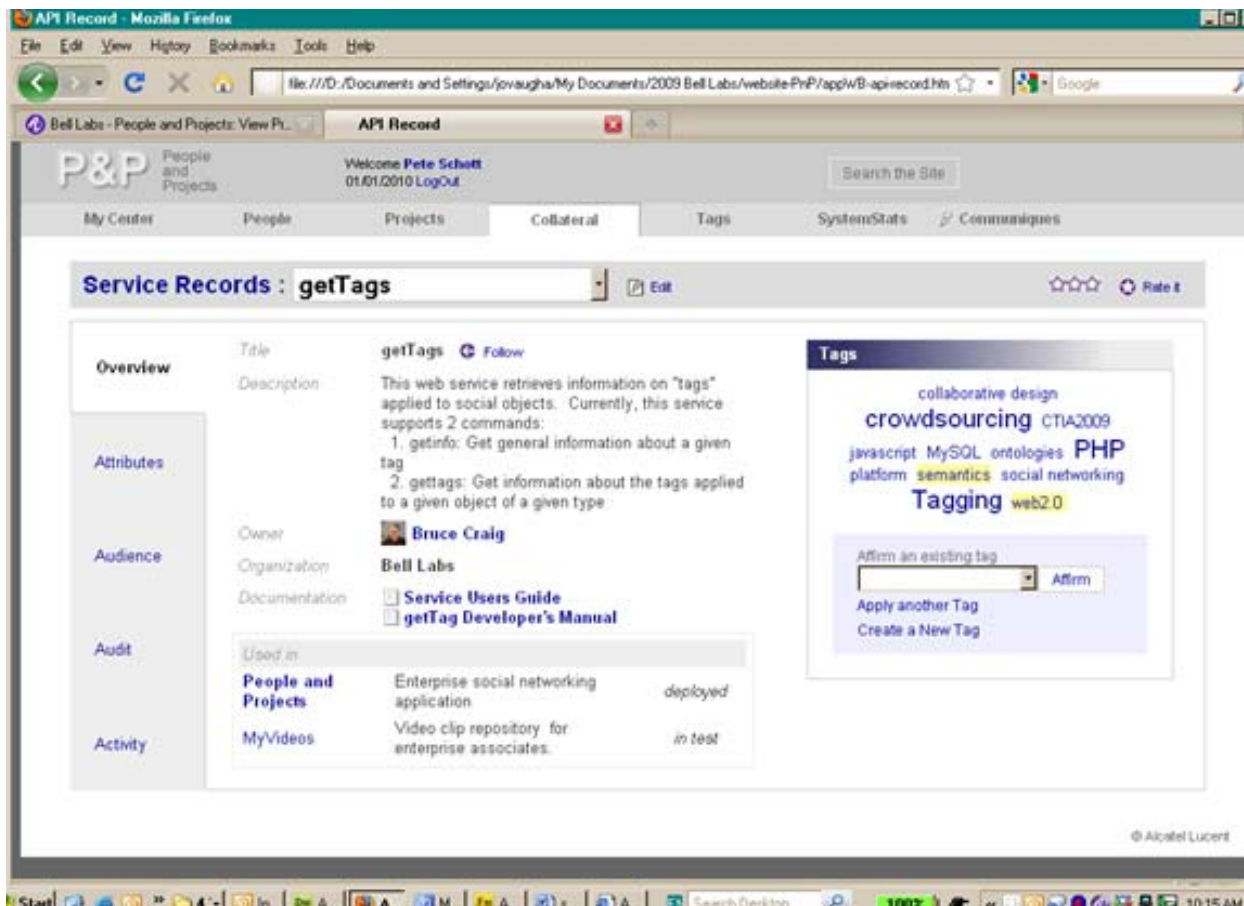 API Record - Mozilla Firefox
File Edit View History Bookmarks Tools Help
file:///D:/Documents and Settings/jovaugha/My Documents/2009 Bell Labs/website-PnP/appWB-api-record.htm
Google
Bell Labs - People and Projects: View Pr...
API Record
P&P People and Projects
Welcome Pete Schott
01/01/2010 LogOut
Search the Site
My Center People Projects Collateral Tags SystemStats Communiques
Service Records : getTags Edit Rate it
Overview
Attributes
Audience
Audit
Activity
Title getTags Follow
Description This web service retrieves information on "tags"
applied to social objects. Currently, this service
supports 2 commands:
1. getinfo: Get general information about a given
tag
2. gettags: Get information about the tags applied
to a given object of a given type
Owner Bruce Craig
Organization Bell Labs
Documentation Service Users Guide
getTag Developer's Manual
Used in
People and Projects Enterprise social networking application deployed
MyVideos Video clip repository for enterprise associates. in test
Tags
collaborative design
crowdsourcing CTIA2009
javascript MySQL ontologies PHP
platform semantics social networking
Tagging web2.0
Affirm an existing tag
Affirm
Apply another Tag
Create a New Tag
© Alcatel Lucent
Start
Search Desktop
100%
10:15 AM